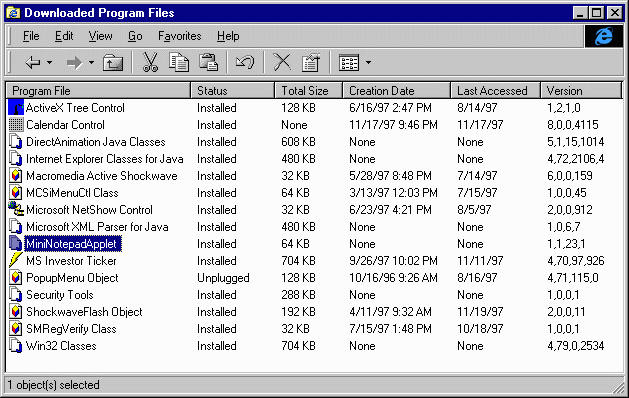 Downloaded Program Files
File Edit View Go Favorites Help
Program File Status Total Size Creation Date Last Accessed Version
ActiveX Tree Control Installed 128 KB 6/16/97 2:47 PM 8/14/97 1,2,1,0
Calendar Control Installed None 11/17/97 9:46 PM 11/17/97 8,0,0,4115
DirectAnimation Java Classes Installed 608 KB None None 5,1,15,1014
Internet Explorer Classes for Java Installed 480 KB None None 4,72,2106,4
Macromedia Active Shockwave Installed 32 KB 5/28/97 8:48 PM 7/14/97 6,0,0,159
MCSiMenuCtl Class Installed 64 KB 3/13/97 12:03 PM 7/15/97 1,0,0,45
Microsoft NetShow Control Installed 32 KB 6/23/97 4:21 PM 8/5/97 2,0,0,912
Microsoft XML Parser for Java Installed 480 KB None None 1,0,6,7
MiniNotepadApplet Installed 64 KB None None 1,1,23,1
MS Investor Ticker Installed 704 KB 9/26/97 10:02 PM 11/11/97 4,70,97,926
PopupMenu Object Unplugged 128 KB 10/16/96 9:26 AM 8/16/97 4,71,115,0
Security Tools Installed 288 KB None None 1,0,0,1
ShockwaveFlash Object Installed 192 KB 4/11/97 9:32 AM 11/19/97 2,0,0,11
SMRegVerify Class Installed 32 KB 7/15/97 1:48 PM 10/18/97 1,0,0,1
Win32 Classes Installed 704 KB None None 4,79,0,2534
1 object(s) selected